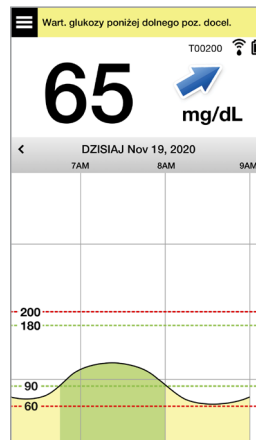 Wart. glukozy poniżej dolnego poz. docel.
T00200
65
mg/dL
< DZISIAJ Nov 19, 2020
7AM 8AM 9AM
200
180
90
60